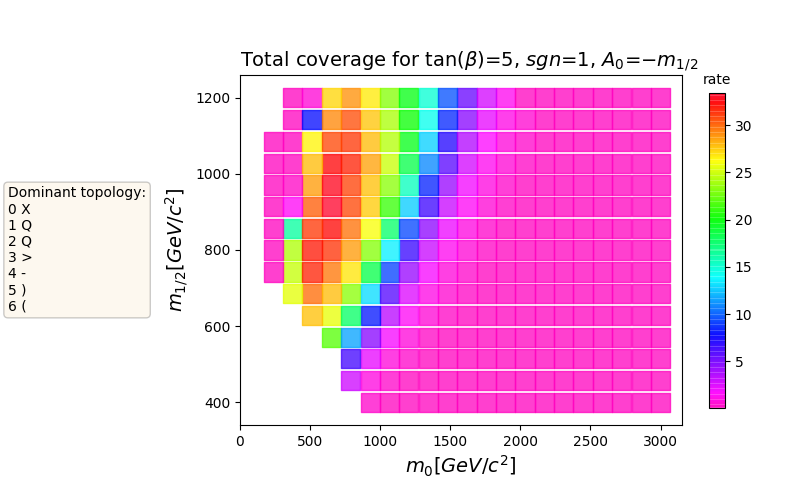 Total coverage for tan(β)=5, sgn=1, A₀=−m₁/₂
rate
1200
1000
800
600
400
m₁/₂[GeV/c²]
0
500
1000
1500
2000
2500
3000
m₀[GeV/c²]
30
25
20
15
10
5
Dominant topology:
0 X
1 Q
2 Q
3 >
4 -
5 )
6 (